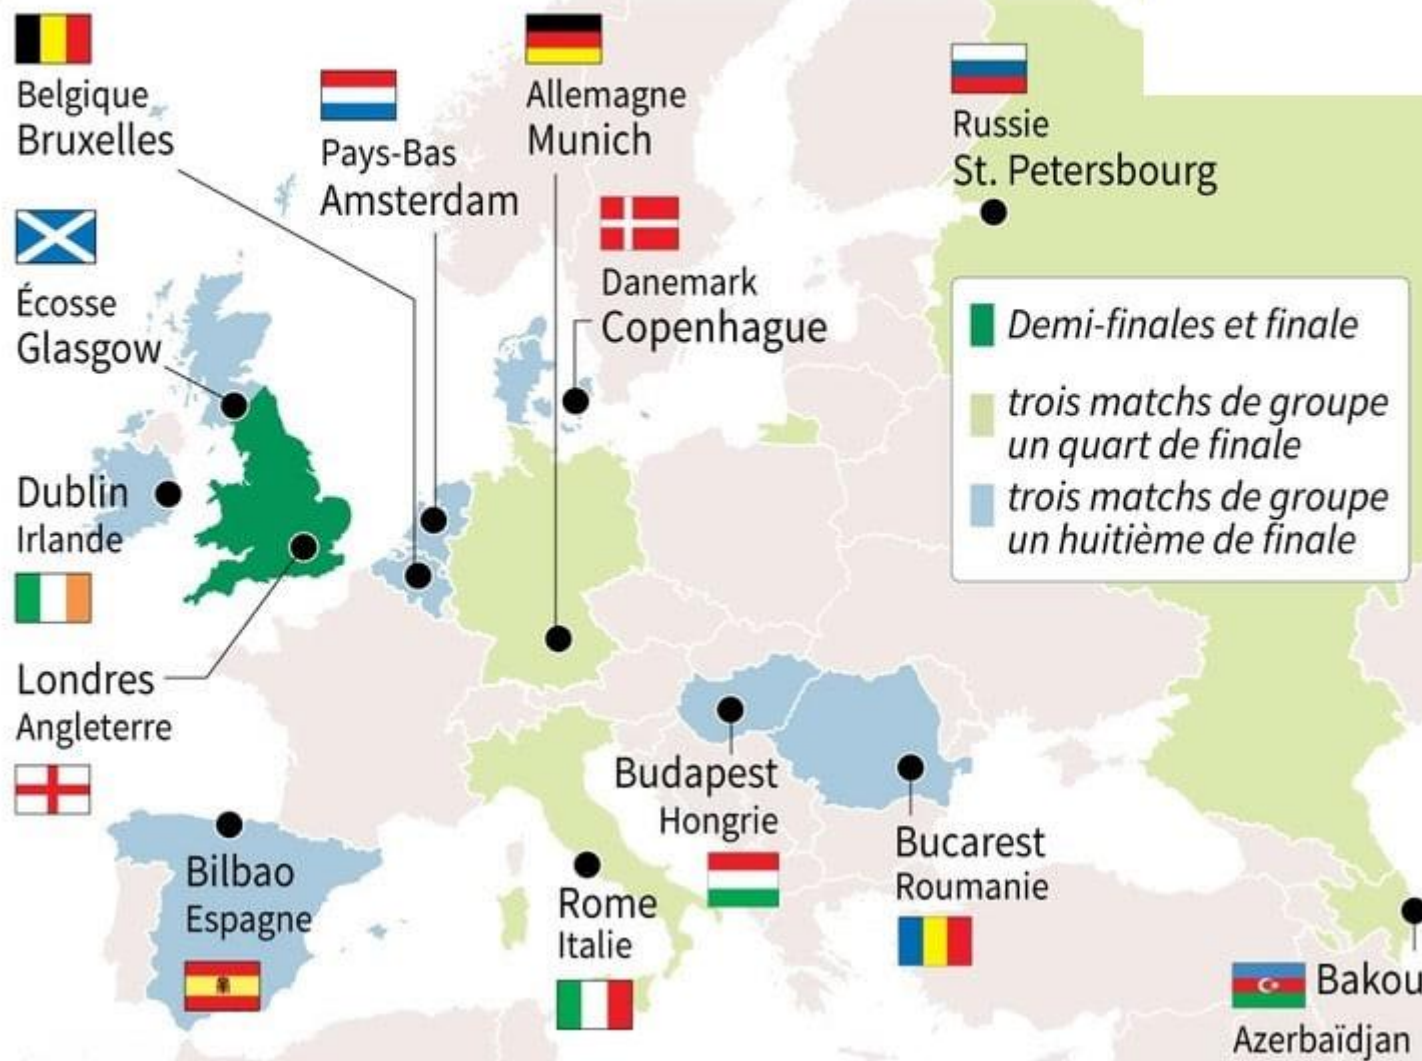 Belgique
Bruxelles
Pays-Bas
Amsterdam
Allemagne
Munich
Russie
St. Petersbourg
Écosse
Glasgow
Danemark
Copenhague
Demi-finales et finale
trois matchs de groupe
un quart de finale
trois matchs de groupe
un huitième de finale
Dublin
Irlande
Londres
Angleterre
Budapest
Hongrie
Bucarest
Roumanie
Bilbao
Espagne
Rome
Italie
Bakou
Azerbaïdjan